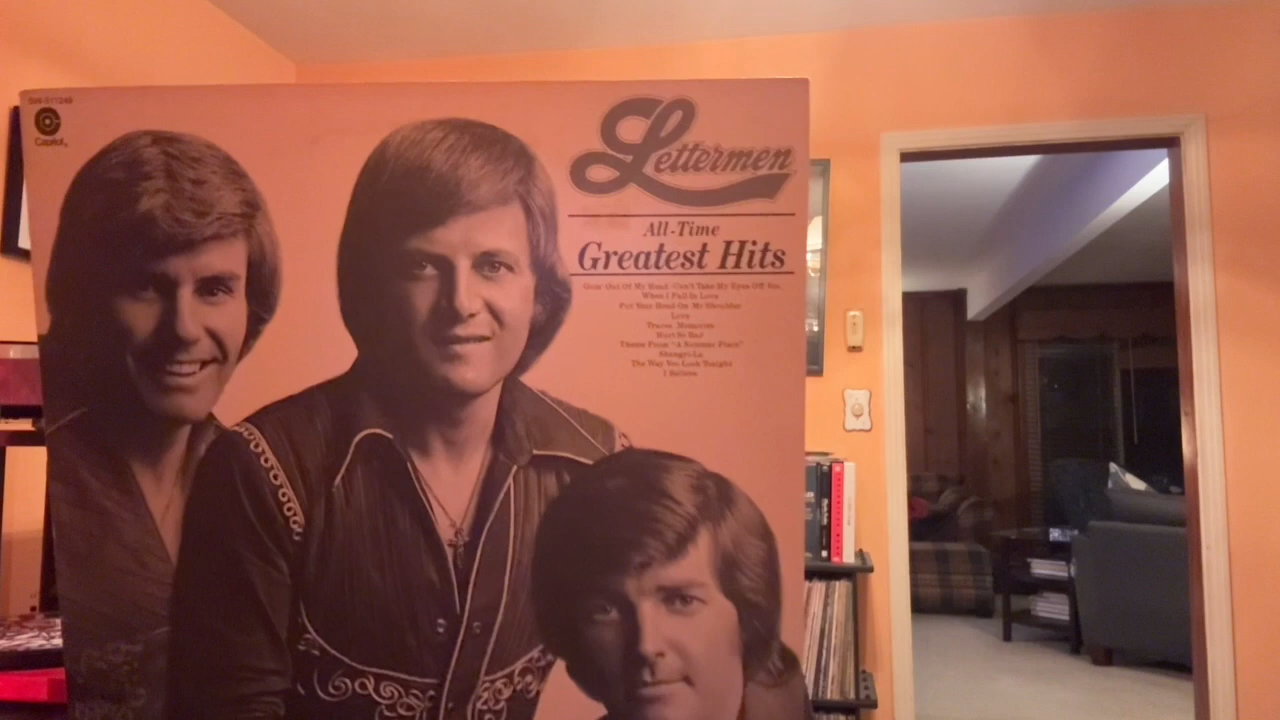 SW-511249
Capitol
Lettermen
All-Time
Greatest Hits
Goin' Out Of My Head -Can't Take My Eyes Off You
When I Fall In Love
Put Your Head On My Shoulder
Love
Traces, Memories
Hurt So Bad
Theme From "A Summer Place"
Shangri-La
The Way You Look Tonight
I Believe